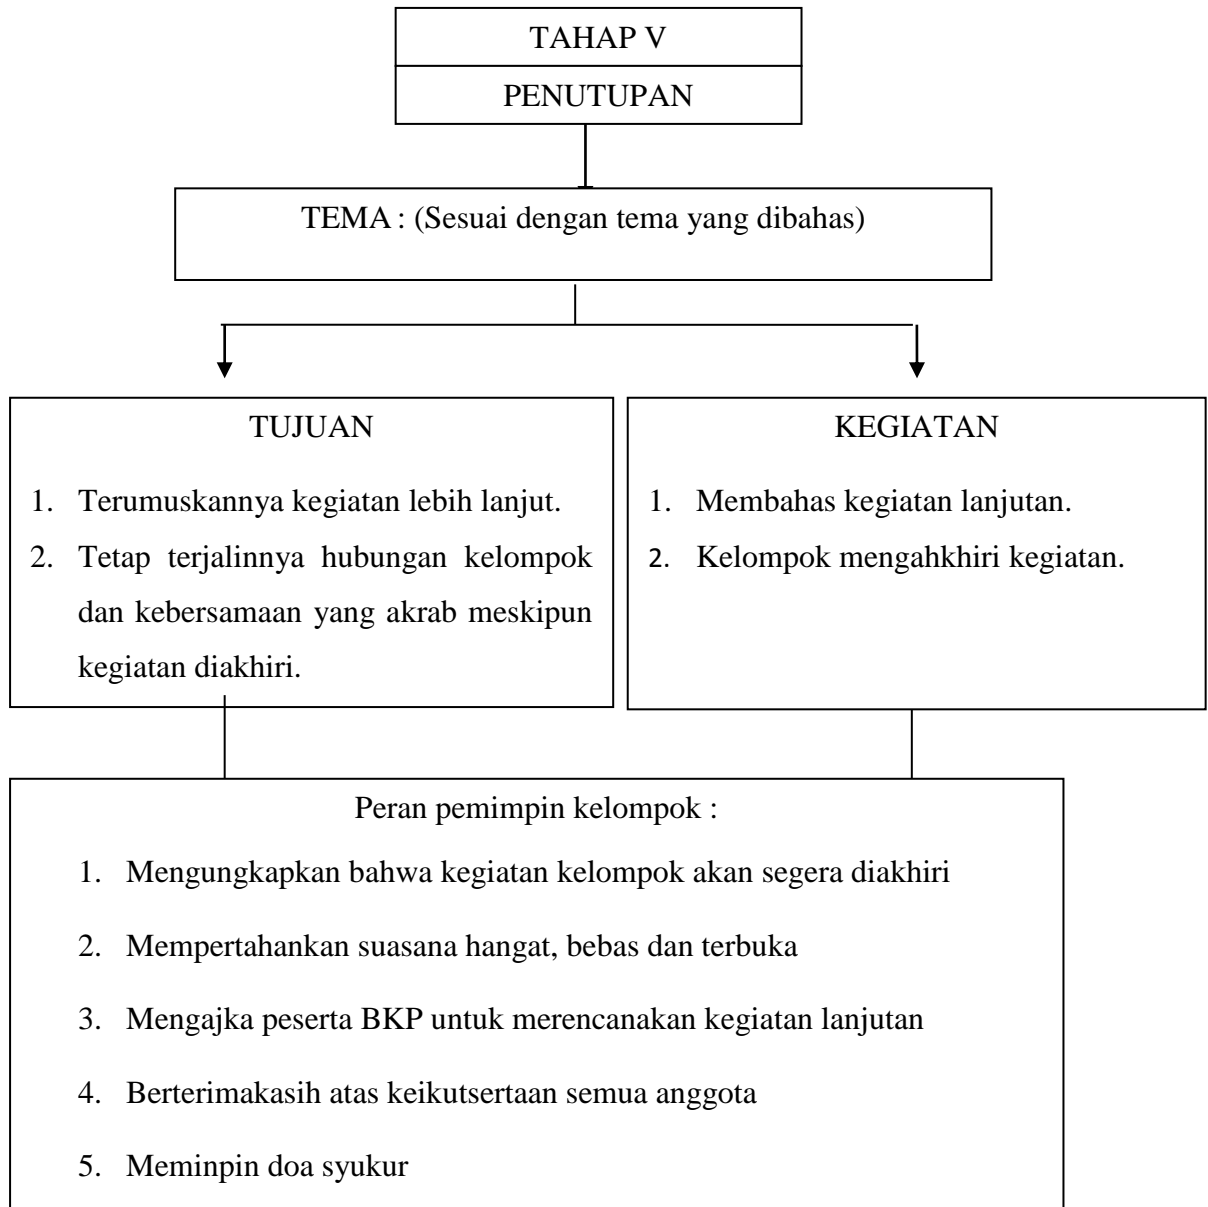 TAHAP V
PENUTUPAN
TEMA : (Sesuai dengan tema yang dibahas)
TUJUAN
1. Terumuskannya kegiatan lebih lanjut.
2. Tetap terjalinnya hubungan kelompok
dan kebersamaan yang akrab meskipun
kegiatan diakhiri.
KEGIATAN
1. Membahas kegiatan lanjutan.
2. Kelompok mengahkhiri kegiatan.
Peran pemimpin kelompok :
1. Mengungkapkan bahwa kegiatan kelompok akan segera diakhiri
2. Mempertahankan suasana hangat, bebas dan terbuka
3. Mengajka peserta BKP untuk merencanakan kegiatan lanjutan
4. Berterimakasih atas keikutsertaan semua anggota
5. Meminpin doa syukur